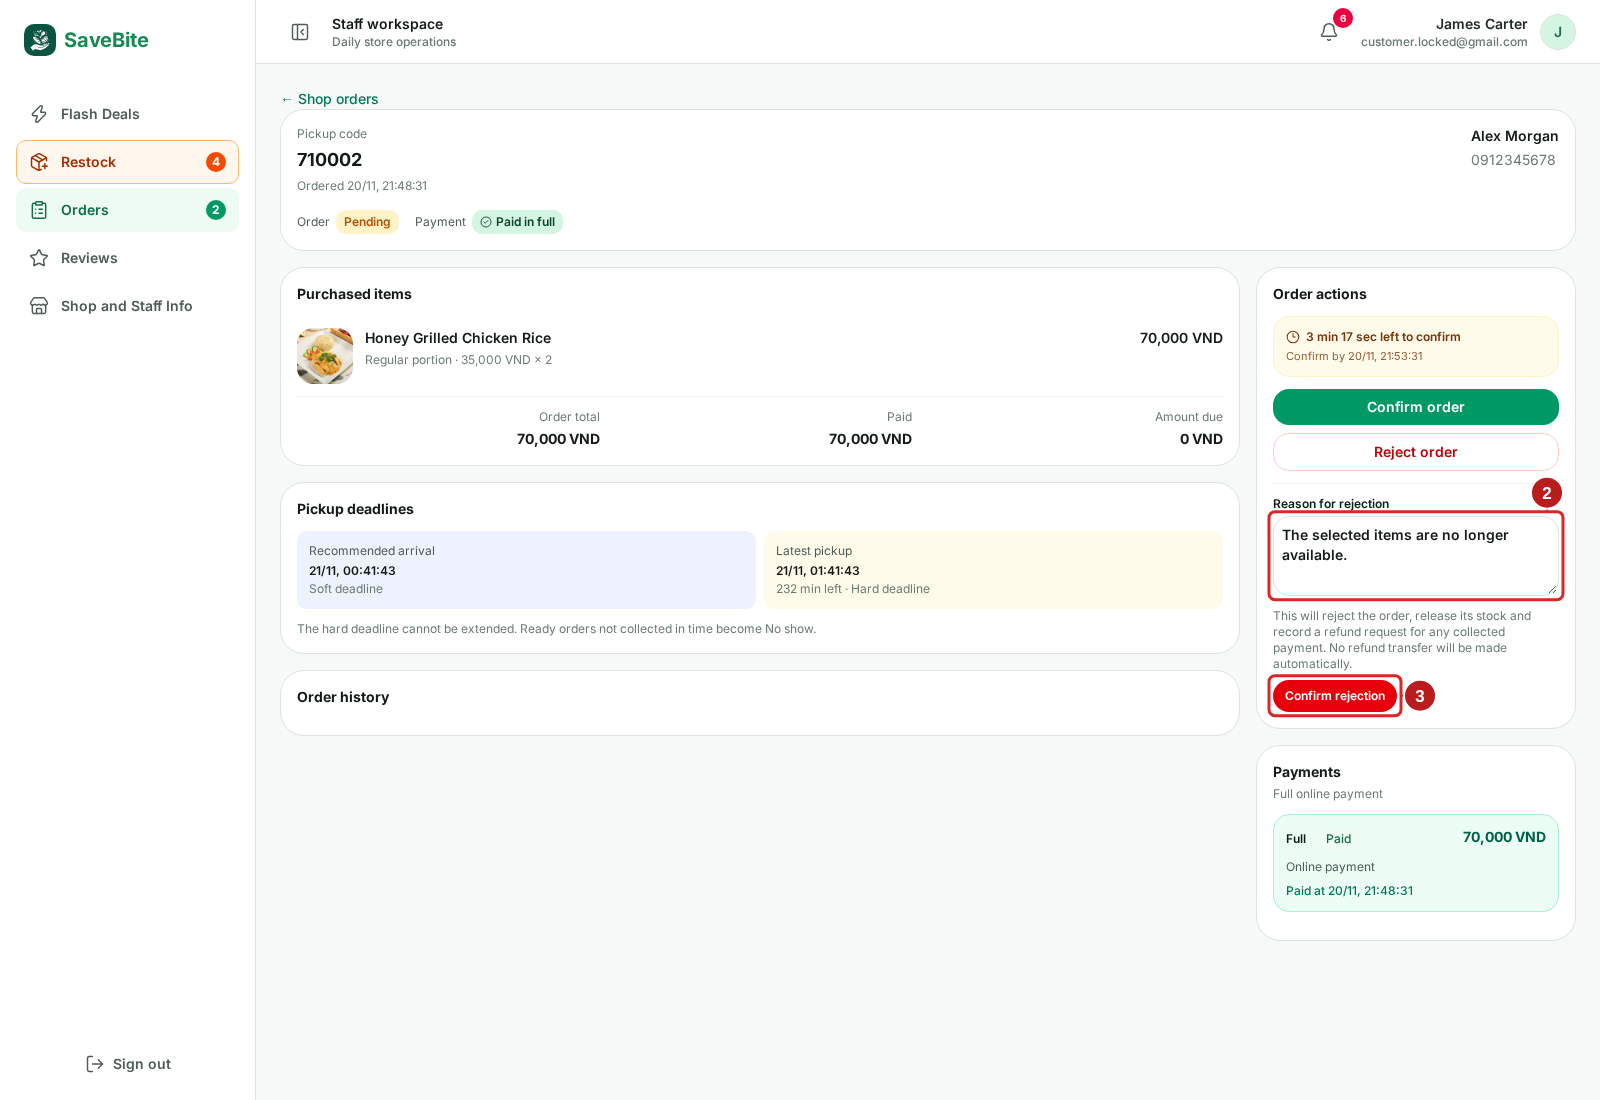 SaveBite
Staff workspace
Daily store operations
6
James Carter
customer.locked@gmail.com
J
Flash Deals
Restock
4
Orders
2
Reviews
Shop and Staff Info
Sign out
← Shop orders
Pickup code
710002
Ordered 20/11, 21:48:31
Order Pending Payment Paid in full
Alex Morgan
0912345678
Purchased items
Honey Grilled Chicken Rice
70,000 VND
Regular portion · 35,000 VND × 2
Order total
70,000 VND
Paid
70,000 VND
Amount due
0 VND
Pickup deadlines
Recommended arrival
21/11, 00:41:43
Soft deadline
Latest pickup
21/11, 01:41:43
232 min left · Hard deadline
The hard deadline cannot be extended. Ready orders not collected in time become No show.
Order history
Order actions
3 min 17 sec left to confirm
Confirm by 20/11, 21:53:31
Confirm order
Reject order
2
Reason for rejection
The selected items are no longer
available.
This will reject the order, release its stock and
record a refund request for any collected
payment. No refund transfer will be made
automatically.
Confirm rejection
3
Payments
Full online payment
Full Paid 70,000 VND
Online payment
Paid at 20/11, 21:48:31